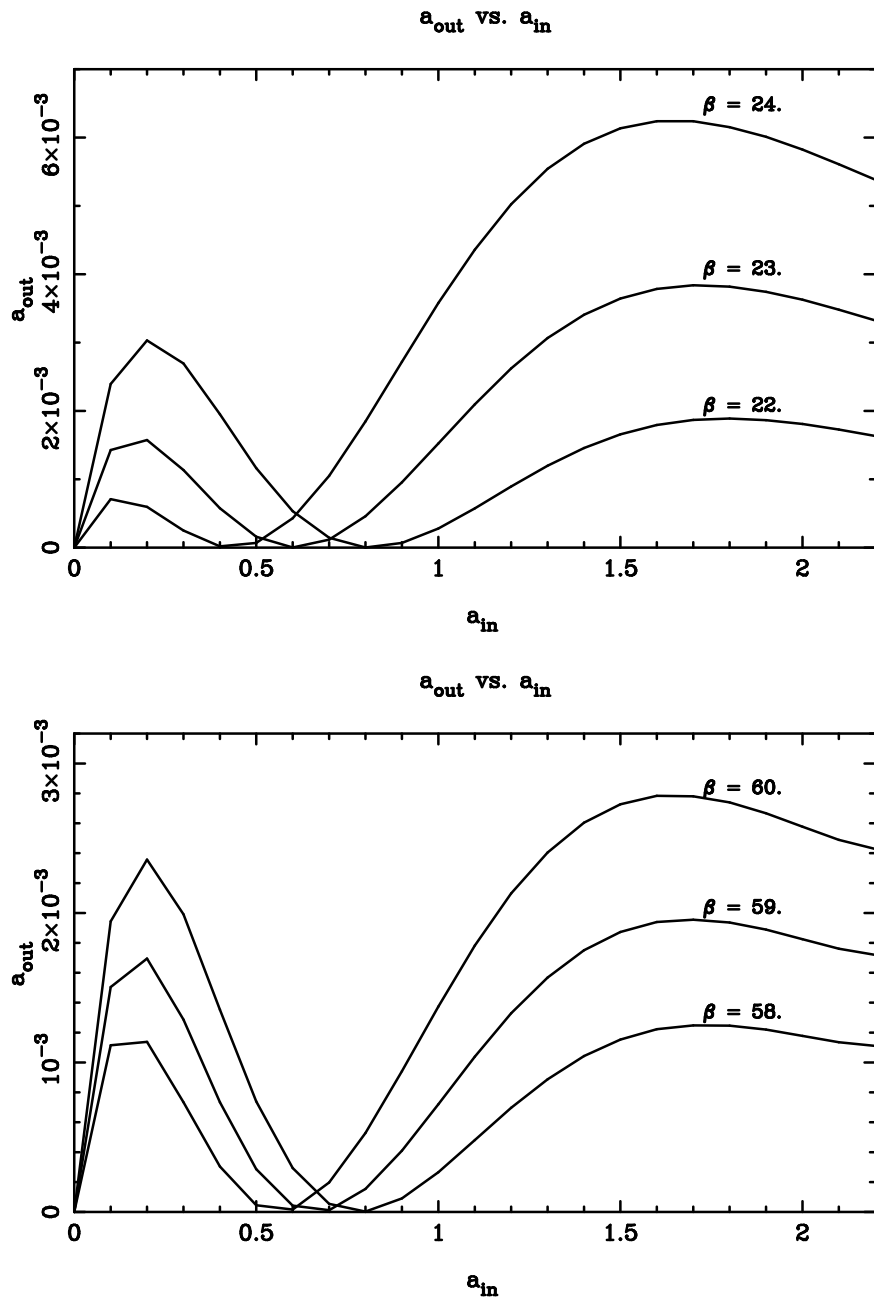 a_out vs. a_in
β = 24.
β = 23.
β = 22.
6×10⁻³
4×10⁻³
2×10⁻³
0
a_out
0 0.5 1 1.5 2
a_in
a_out vs. a_in
β = 60.
β = 59.
β = 58.
3×10⁻³
2×10⁻³
10⁻³
0
a_out
0 0.5 1 1.5 2
a_in